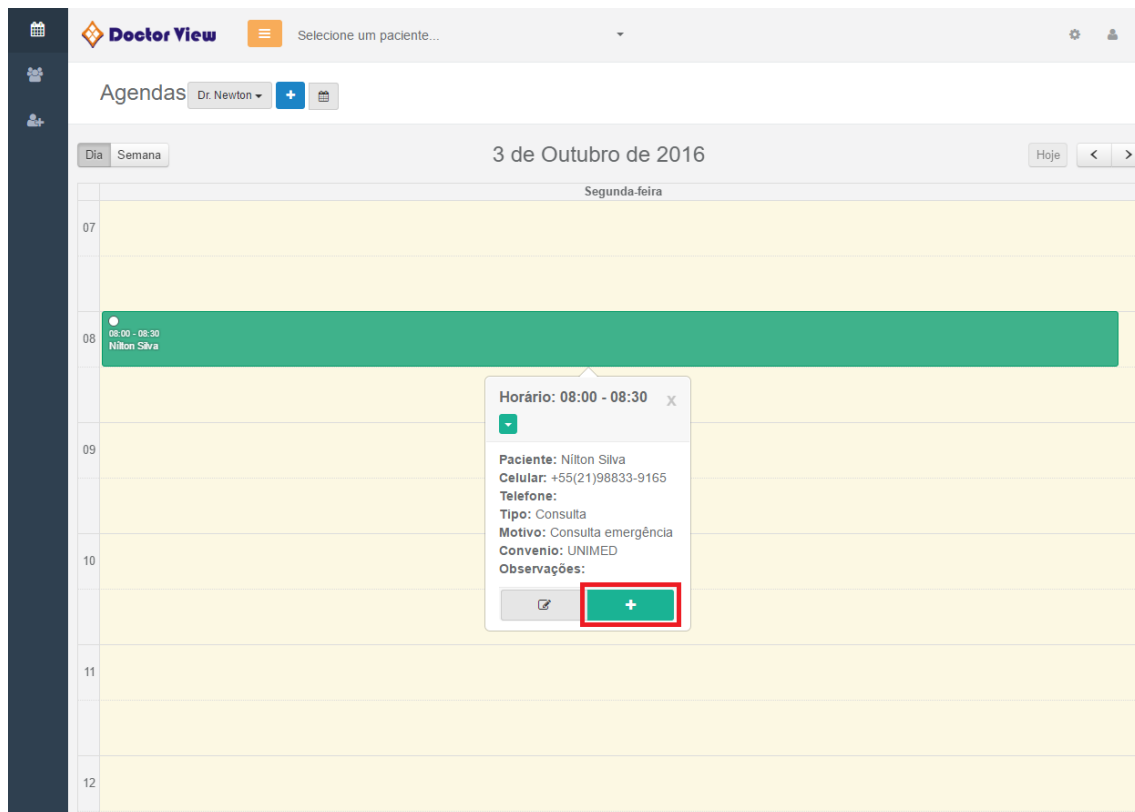 Doctor View
Selecione um paciente...
Agendas
Dr. Newton
Dia
Semana
3 de Outubro de 2016
Hoje
Segunda-feira
07
08
08:00 - 08:30
Nílton Silva
Horário: 08:00 - 08:30
x
Paciente: Nílton Silva
Celular: +55(21)98833-9165
Telefone:
Tipo: Consulta
Motivo: Consulta emergência
Convenio: UNIMED
Observações:
09
10
11
12